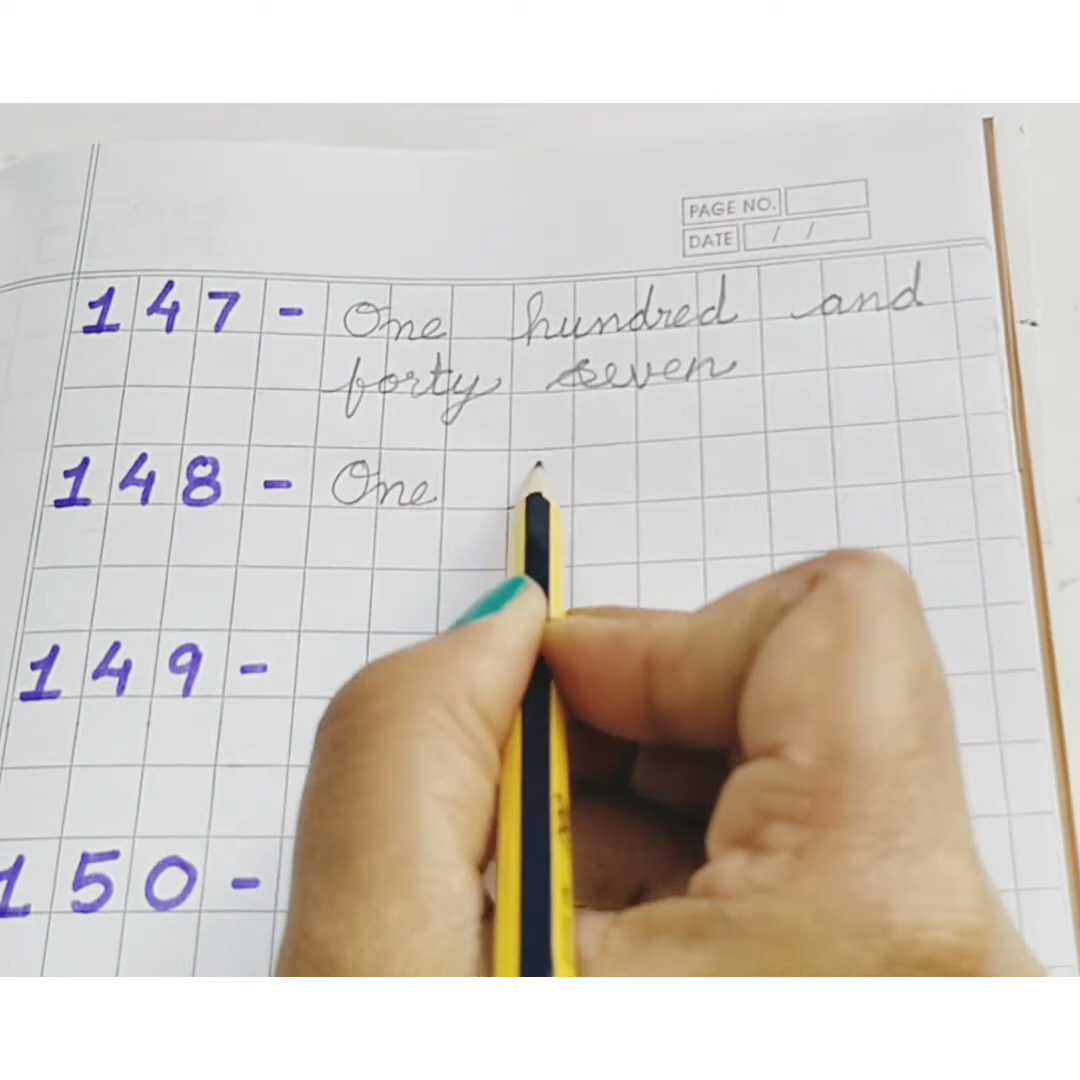 PAGE NO.
DATE / /
147 - One hundred and
forty seven
148 - One
149 -
150 -